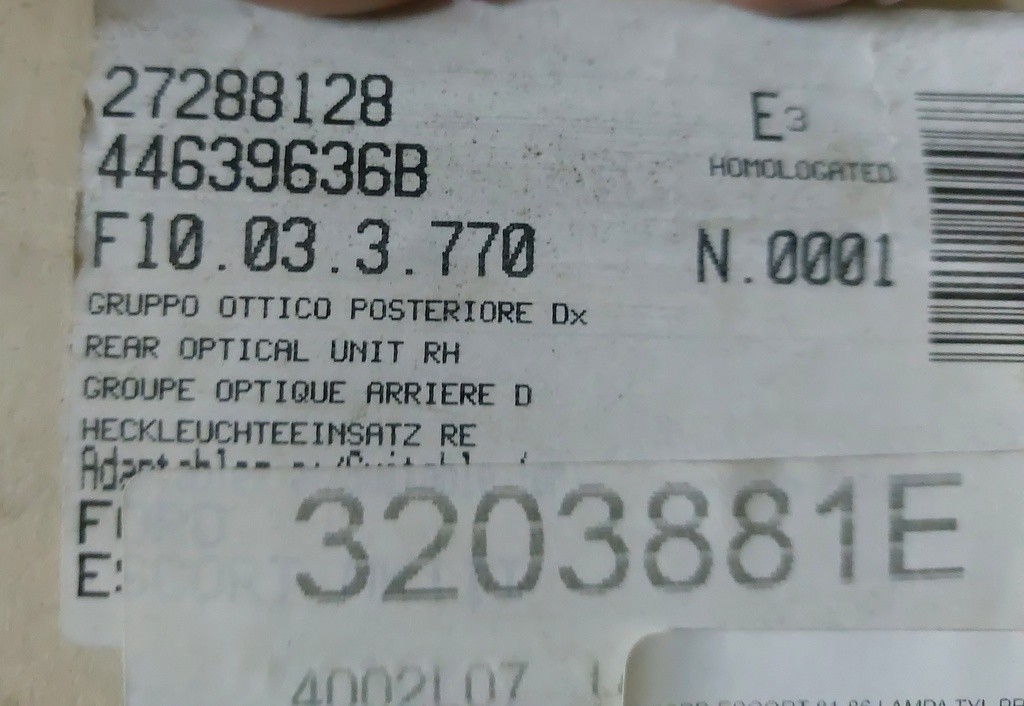 27288128
44639636B
E3
HOMOLOGATED
F10.03.3.770
N.0001
GRUPPO OTTICO POSTERIORE Dx
REAR OPTICAL UNIT RH
GROUPE OPTIQUE ARRIERE D
HECKLEUCHTEEINSATZ RE
3203881E